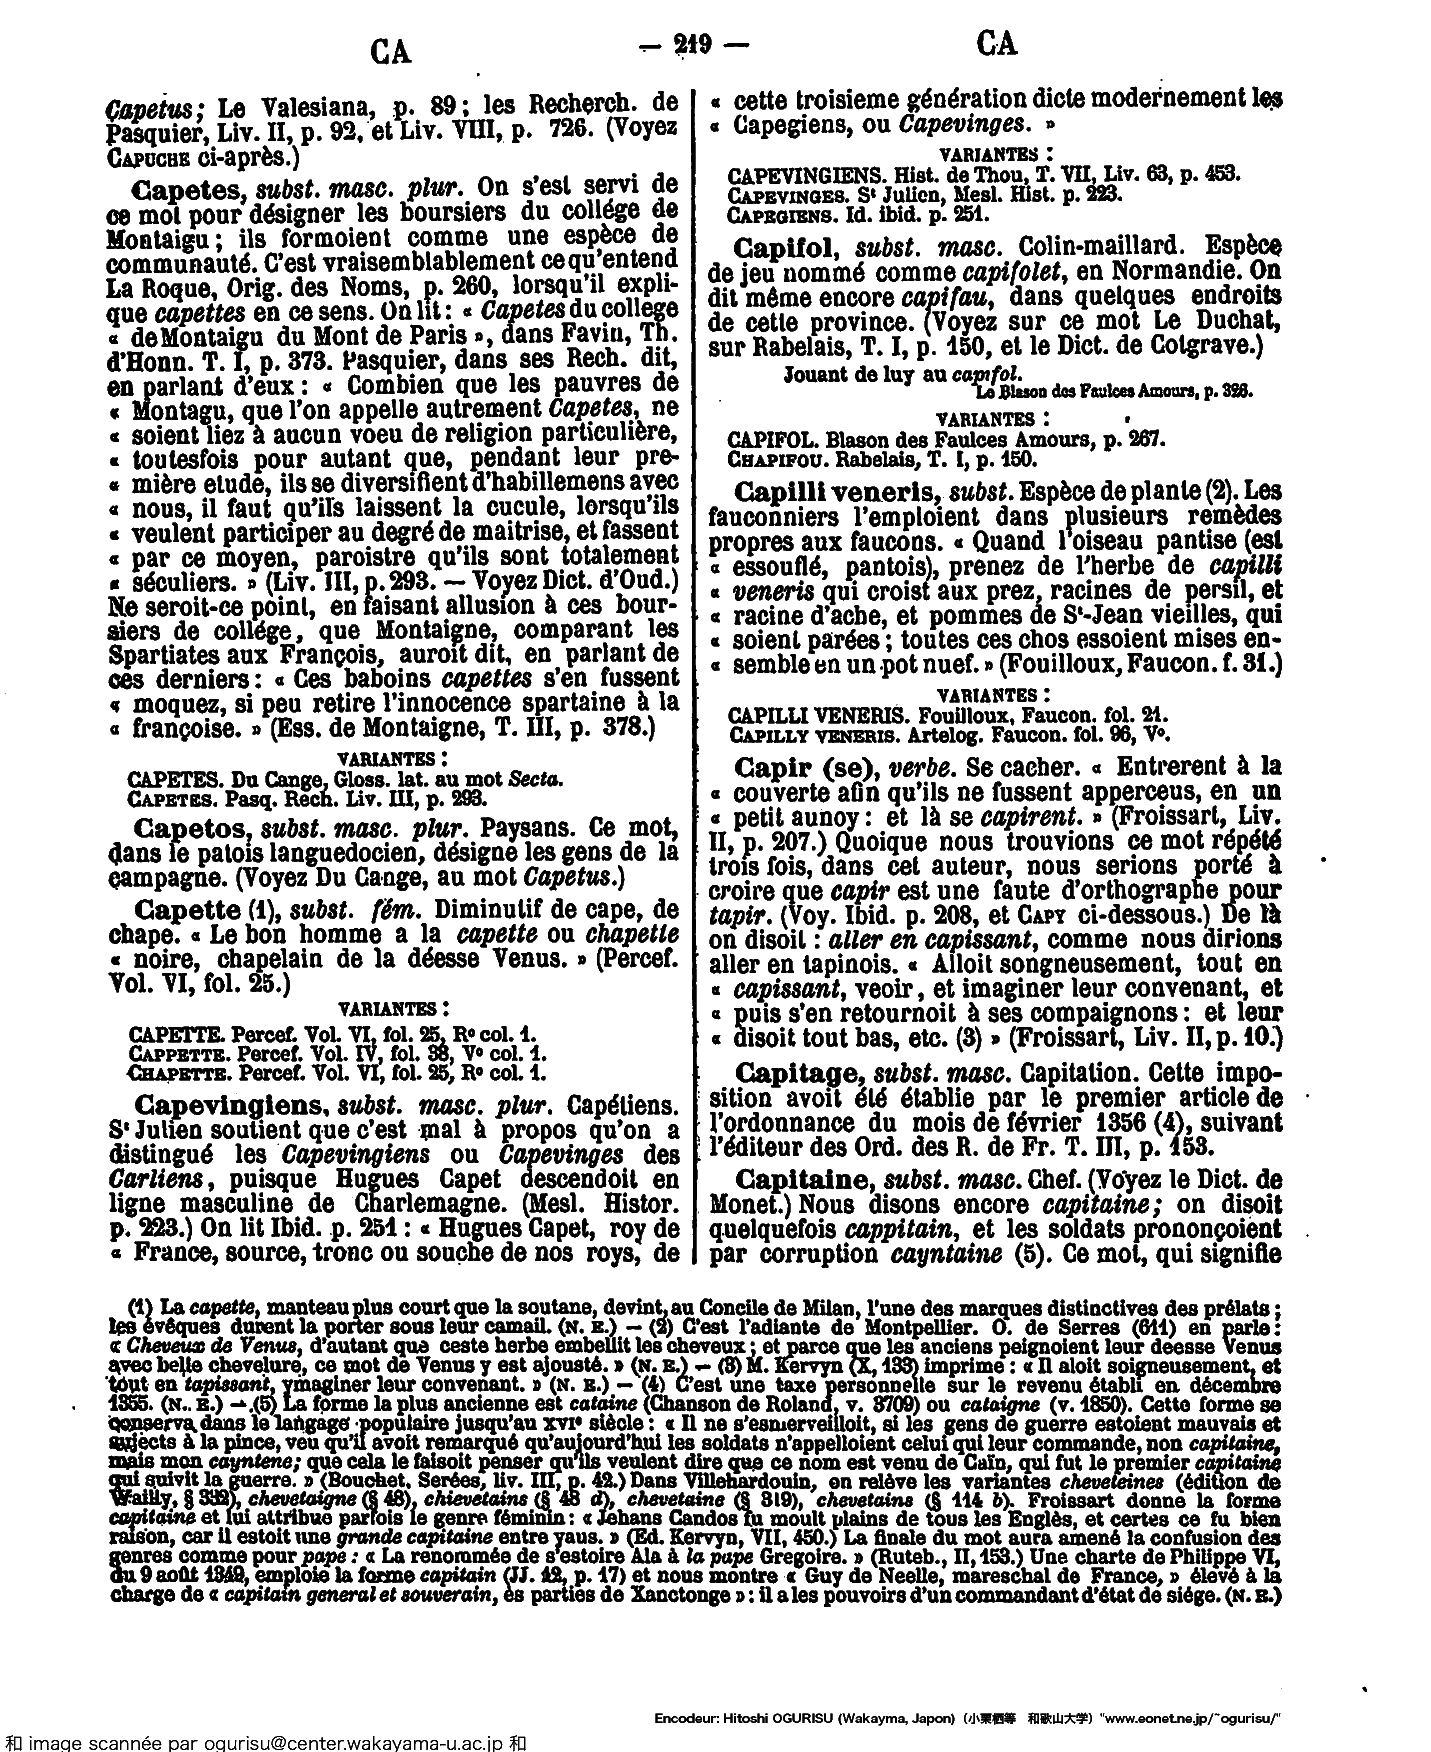 CA
— 219 —
CA
Capetus; Le Valesiana, p. 89; les Recherch. de
Pasquier, Liv. II, p. 92, et Liv. VIII, p. 726. (Voyez
CAPUCHE ci-après.)
Capetes, subst. masc. plur. On s'est servi de
ce mot pour désigner les boursiers du collége de
Montaigu; ils formoient comme une espèce de
communauté. C'est vraisemblablement ce qu'entend
La Roque, Orig. des Noms, p. 260, lorsqu'il expli-
que capettes en ce sens. On lit: « Capetes du college
« de Montaigu du Mont de Paris », dans Favin, Th.
d'Honn. T. I, p. 373. Pasquier, dans ses Rech. dit,
en parlant d'eux: « Combien que les pauvres de
« Montagu, que l'on appelle autrement Capetes, ne
« soient liez à aucun voeu de religion particulière,
« toutesfois pour autant que, pendant leur pre-
« mière etude, ils se diversifient d'habillemens avec
« nous, il faut qu'ils laissent la cucule, lorsqu'ils
« veulent participer au degré de maitrise, et fassent
« par ce moyen, paroistre qu'ils sont totalement
« séculiers. » (Liv. III, p. 293. — Voyez Dict. d'Oud.)
Ne seroit-ce point, en faisant allusion à ces bour-
siers de collége, que Montaigne, comparant les
Spartiates aux François, auroit dit, en parlant de
ces derniers: « Ces baboins capettes s'en fussent
« moquez, si peu retire l'innocence spartaine à la
« françoise. » (Ess. de Montaigne, T. III, p. 378.)
VARIANTES:
CAPETES. Du Cange, Gloss. lat. au mot Secta.
CAPETES. Pasq. Rech. Liv. III, p. 293.
Capetos, subst. masc. plur. Paysans. Ce mot,
dans le patois languedocien, désigne les gens de la
campagne. (Voyez Du Cange, au mot Capetus.)
Capette (1), subst. fém. Diminutif de cape, de
chape. « Le bon homme a la capette ou chapette
« noire, chapelain de la déesse Venus. » (Percef.
Vol. VI, fol. 25.)
VARIANTES:
CAPETTE. Percef. Vol. VI, fol. 25, Rº col. 1.
CAPPETTE. Percef. Vol. IV, fol. 38, Vº col. 1.
CHAPETTE. Percef. Vol. VI, fol. 25, Rº col. 1.
Capevingiens, subst. masc. plur. Capétiens.
Sᵗ Julien soutient que c'est mal à propos qu'on a
distingué les Capevingiens ou Capevinges des
Carliens, puisque Hugues Capet descendoit en
ligne masculine de Charlemagne. (Mesl. Histor.
p. 223.) On lit Ibid. p. 251: « Hugues Capet, roy de
« France, source, tronc ou souche de nos roys, de
« cette troisieme génération dicte modernement les
« Capegiens, ou Capevinges. »
VARIANTES:
CAPEVINGIENS. Hist. de Thou, T. VII, Liv. 63, p. 453.
CAPEVINGES. Sᵗ Julien, Mesl. Hist. p. 223.
CAPEGIENS. Id. ibid. p. 251.
Capifol, subst. masc. Colin-maillard. Espèce
de jeu nommé comme capifolet, en Normandie. On
dit même encore capifau, dans quelques endroits
de cette province. (Voyez sur ce mot Le Duchat,
sur Rabelais, T. I, p. 150, et le Dict. de Cotgrave.)
Jouant de luy au capifol.
Le Blason des Faulces Amours, p. 326.
VARIANTES:
CAPIFOL. Blason des Faulces Amours, p. 267.
CHAPIFOU. Rabelais, T. I, p. 150.
Capilli veneris, subst. Espèce de plante (2). Les
fauconniers l'emploient dans plusieurs remèdes
propres aux faucons. « Quand l'oiseau pantise (est
« essouflé, pantois), prenez de l'herbe de capilli
« veneris qui croist aux prez, racines de persil, et
« racine d'ache, et pommes de Sᵗ-Jean vieilles, qui
« soient parées; toutes ces chos essoient mises en-
« semble en un pot nuef. » (Fouilloux, Faucon. f. 31.)
VARIANTES:
CAPILLI VENERIS. Fouilloux, Faucon. fol. 21.
CAPILLY VENERIS. Artelog. Faucon. fol. 96, Vº.
Capir (se), verbe. Se cacher. « Entrerent à la
« couverte afin qu'ils ne fussent apperceus, en un
« petit aunoy: et là se capirent. » (Froissart, Liv.
II, p. 207.) Quoique nous trouvions ce mot répété
trois fois, dans cet auteur, nous serions porté à
croire que capir est une faute d'orthographe pour
tapir. (Voy. Ibid. p. 208, et CAPY ci-dessous.) De là
on disoit: aller en capissant, comme nous dirions
aller en tapinois. « Alloit songneusement, tout en
« capissant, veoir, et imaginer leur convenant, et
« puis s'en retournoit à ses compaignons: et leur
« disoit tout bas, etc. (3) » (Froissart, Liv. II, p. 10.)
Capitage, subst. masc. Capitation. Cette impo-
sition avoit été établie par le premier article de
l'ordonnance du mois de février 1356 (4), suivant
l'éditeur des Ord. des R. de Fr. T. III, p. 153.
Capitaine, subst. masc. Chef. (Voyez le Dict. de
Monet.) Nous disons encore capitaine; on disoit
quelquefois cappitain, et les soldats prononçoient
par corruption cayntaine (5). Ce mot, qui signifie
(1) La capette, manteau plus court que la soutane, devint, au Concile de Milan, l'une des marques distinctives des prélats;
les évêques durent la porter sous leur camail. (N. E.) — (2) C'est l'adiante de Montpellier. O. de Serres (611) en parle:
« Cheveux de Venus, d'autant que ceste herbe embellit les cheveux; et parce que les anciens peignoient leur deesse Venus
avec belle chevelure, ce mot de Venus y est ajousté. » (N. E.) — (3) M. Kervyn (X, 133) imprime: « Il aloit soigneusement, et
tout en tapissant, ymaginer leur convenant. » (N. E.) — (4) C'est une taxe personnelle sur le revenu établi en décembre
1355. (N. E.) — (5) La forme la plus ancienne est cataine (Chanson de Roland, v. 3709) ou cataigne (v. 1850). Cette forme se
conserva dans le langage populaire jusqu'au XVIᵉ siècle: « Il ne s'esmerveilloit, si les gens de guerre estoient mauvais et
sujects à la pince, veu qu'il avoit remarqué qu'aujourd'hui les soldats n'appelloient celui qui leur commande, non capitaine,
mais mon cayntene; que cela le faisoit penser qu'ils veulent dire que ce nom est venu de Caïn, qui fut le premier capitaine
qui suivit la guerre. » (Bouchet, Serées, liv. III, p. 42.) Dans Villehardouin, on relève les variantes cheveteines (édition de
Wailly, § 332), chevetaigne (§ 48), chievetains (§ 48 d), chevetaine (§ 319), chevetains (§ 114 b). Froissart donne la forme
capitaine et lui attribue parfois le genre féminin: « Jehans Candos fu moult plains de tous les Englès, et certes ce fu bien
raison, car il estoit une grande capitaine entre yaus. » (Ed. Kervyn, VII, 450.) La finale du mot aura amené la confusion des
genres comme pour pape: « La renommée de s'estoire Ala à la pape Gregoire. » (Ruteb., II, 153.) Une charte de Philippe VI,
du 9 août 1342, emploie la forme capitain (JJ. 12, p. 17) et nous montre « Guy de Neelle, mareschal de France, » élevé à la
charge de « capitain general et souverain, ès parties de Xanctonge »: il a les pouvoirs d'un commandant d'état de siége. (N. E.)
Encodeur: Hitoshi OGURISU (Wakayma, Japon) (小栗栖等 和歌山大学) "www.eonet.ne.jp/~ogurisu/"
和 image scannée par ogurisu@center.wakayama-u.ac.jp 和